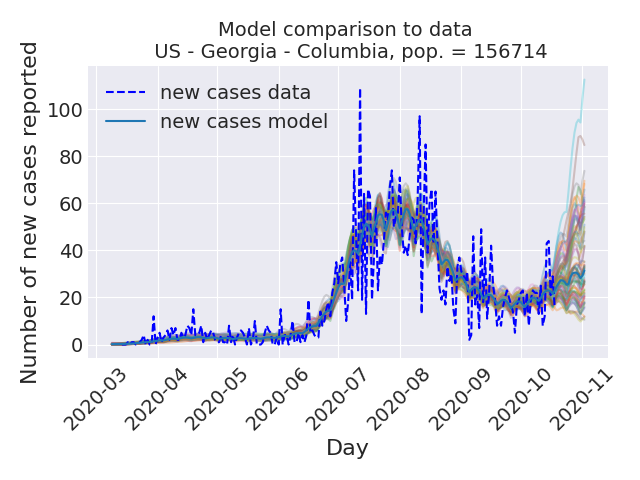 Model comparison to data
US - Georgia - Columbia, pop. = 156714
Number of new cases reported
new cases data
new cases model
100
80
60
40
20
0
2020-03
2020-04
2020-05
2020-06
2020-07
2020-08
2020-09
2020-10
2020-11
Day